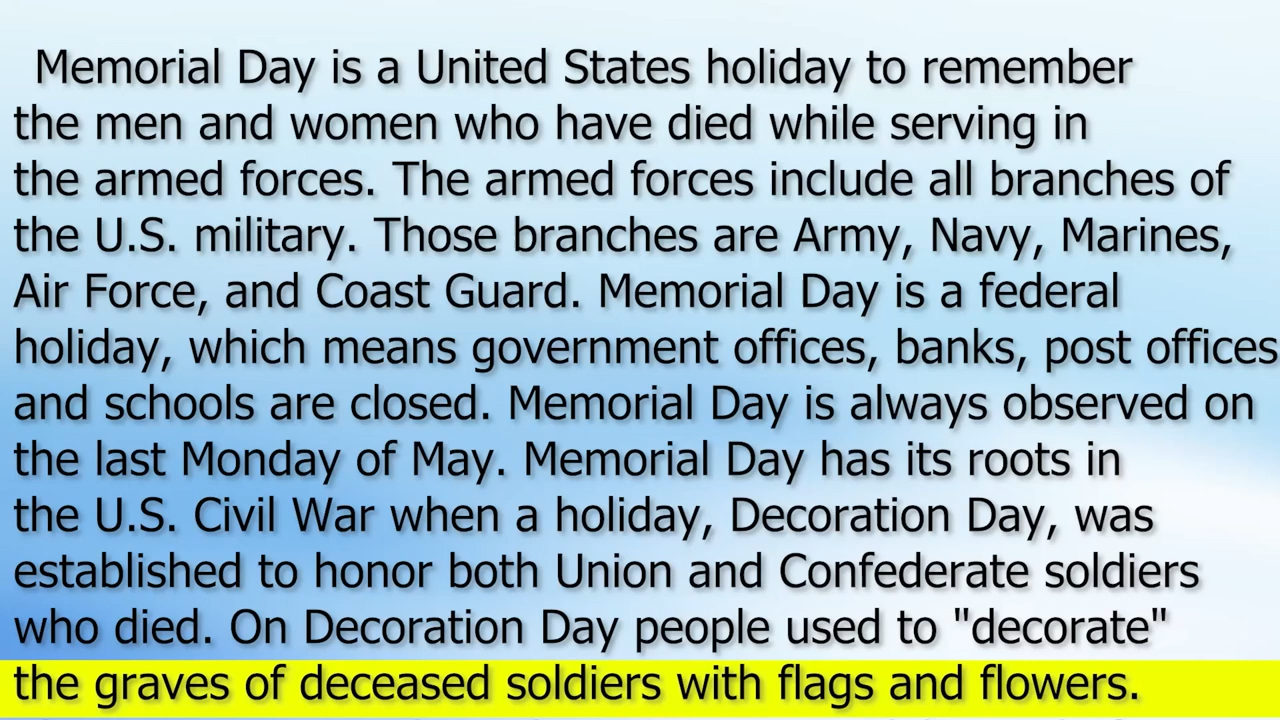 Memorial Day is a United States holiday to remember
the men and women who have died while serving in
the armed forces. The armed forces include all branches of
the U.S. military. Those branches are Army, Navy, Marines,
Air Force, and Coast Guard. Memorial Day is a federal
holiday, which means government offices, banks, post offices
and schools are closed. Memorial Day is always observed on
the last Monday of May. Memorial Day has its roots in
the U.S. Civil War when a holiday, Decoration Day, was
established to honor both Union and Confederate soldiers
who died. On Decoration Day people used to "decorate"
the graves of deceased soldiers with flags and flowers.